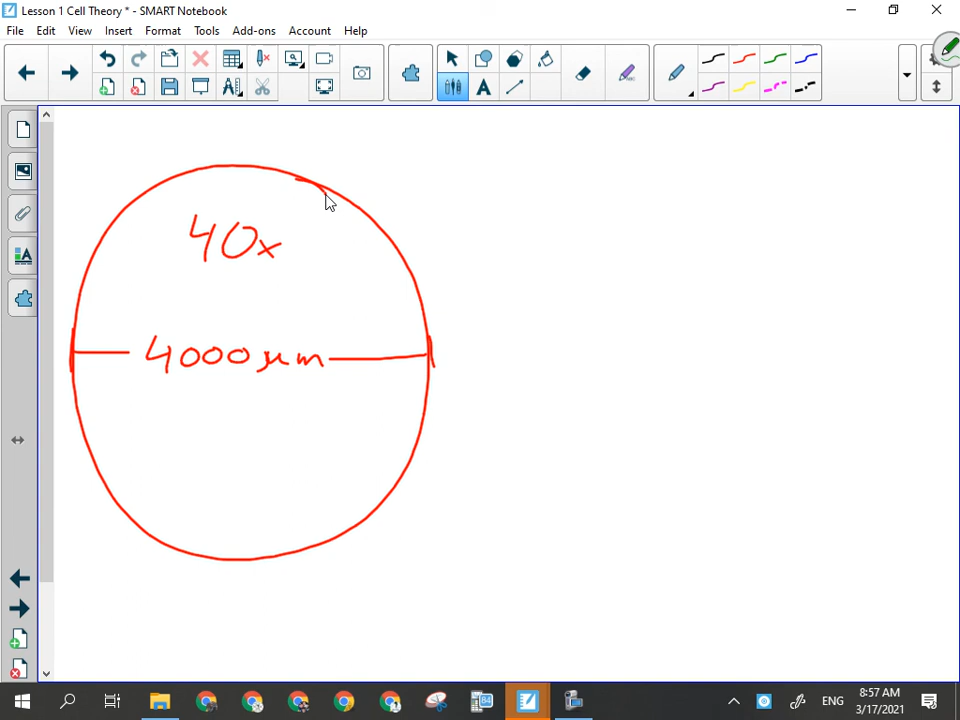 Lesson 1 Cell Theory * - SMART Notebook
File Edit View Insert Format Tools Add-ons Account Help
40x
4000 μm
ENG
8:57 AM
3/17/2021